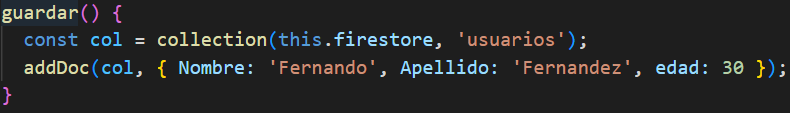 guardar() {
const col = collection(this.firestore, 'usuarios');
addDoc(col, { Nombre: 'Fernando', Apellido: 'Fernandez', edad: 30 });
}